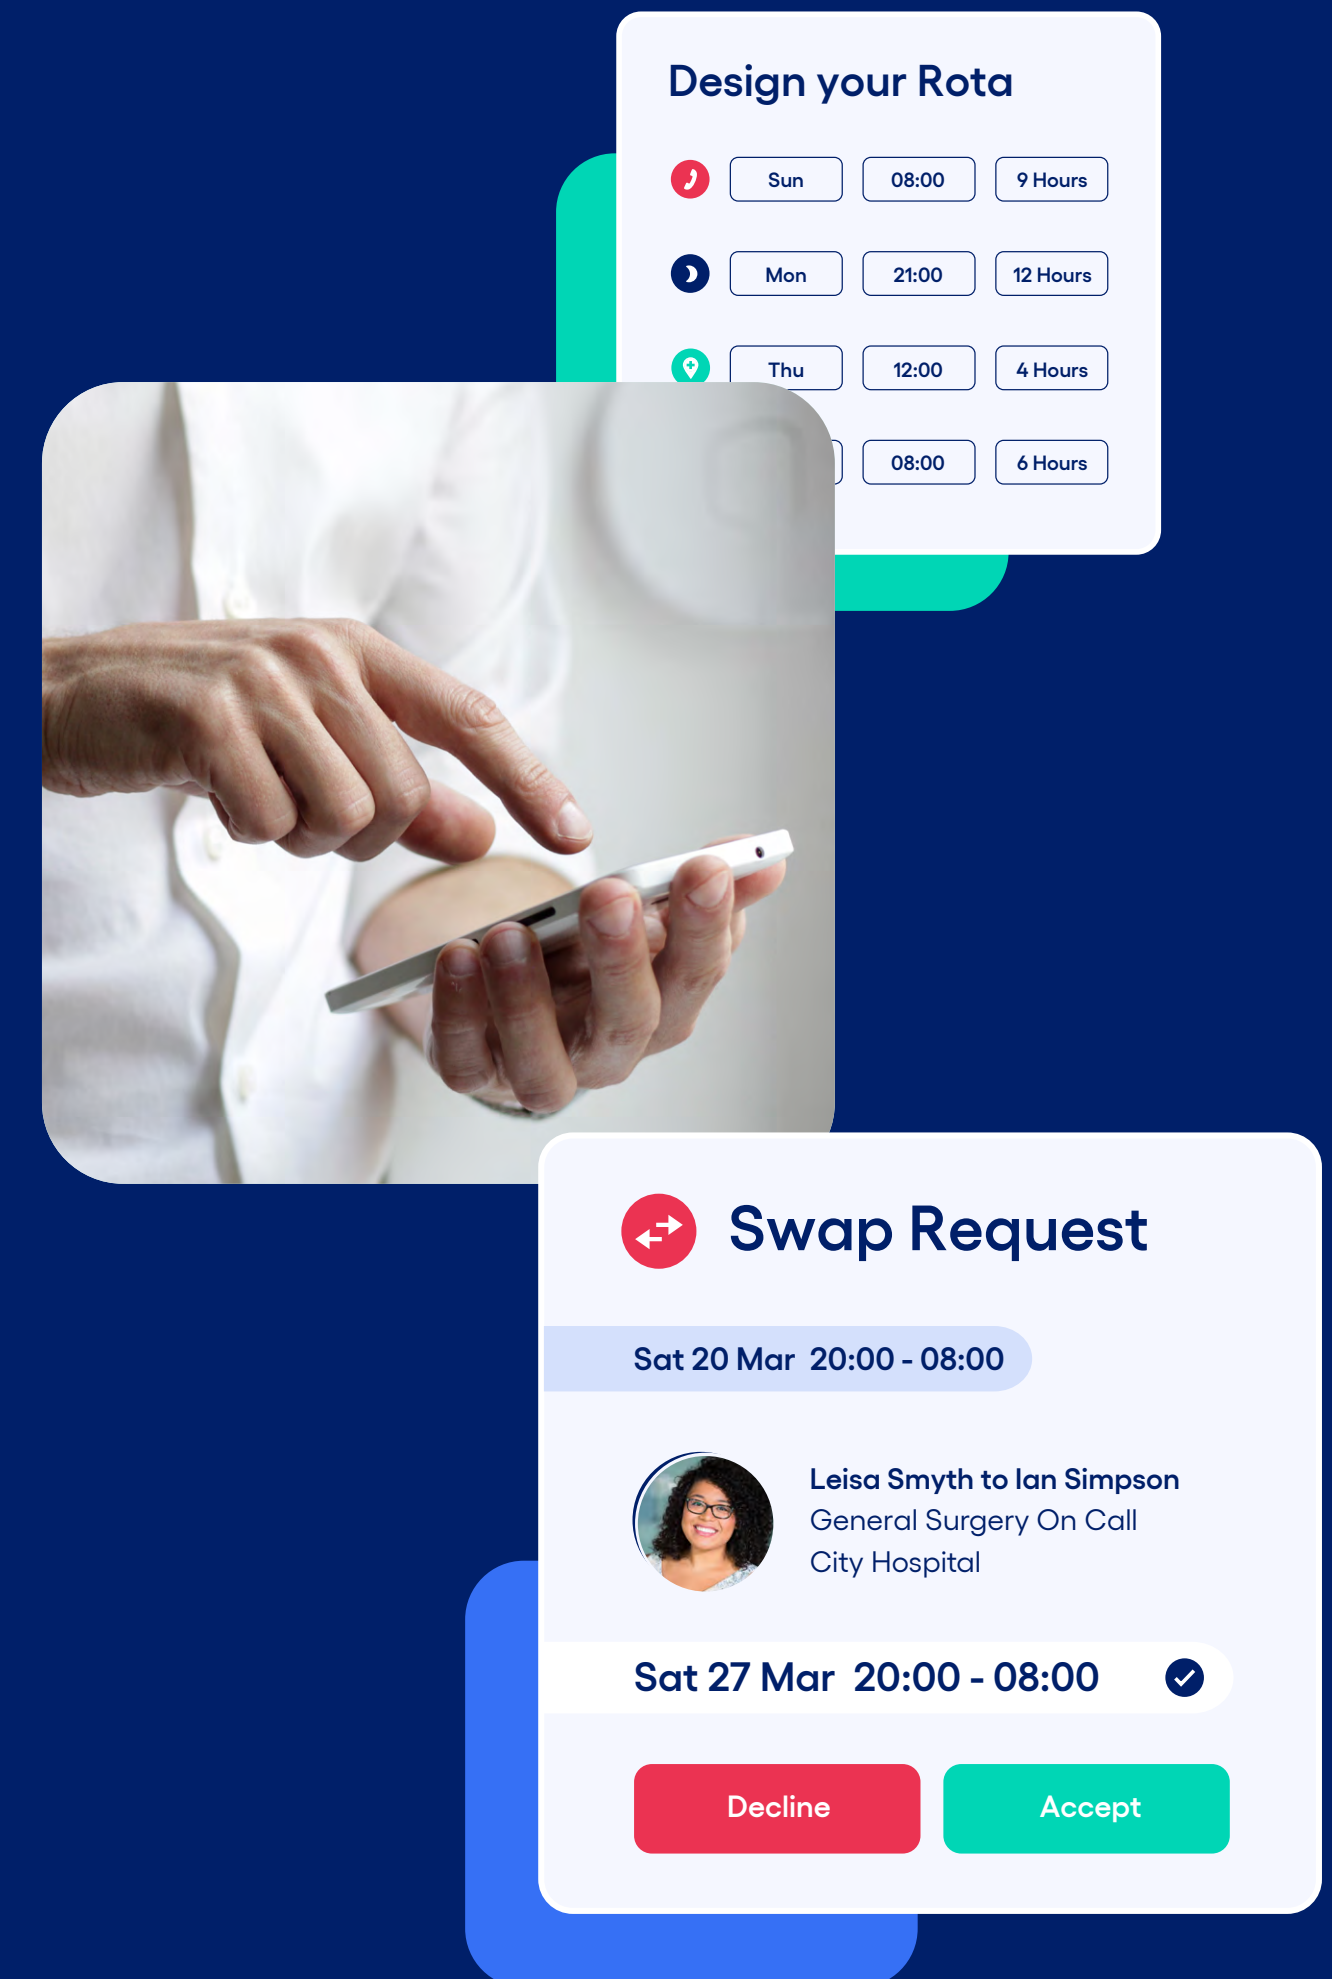 Design your Rota
Sun 08:00 9 Hours
Mon 21:00 12 Hours
Thu 12:00 4 Hours
08:00 6 Hours
Swap Request
Sat 20 Mar 20:00 - 08:00
Leisa Smyth to Ian Simpson
General Surgery On Call
City Hospital
Sat 27 Mar 20:00 - 08:00
Decline Accept